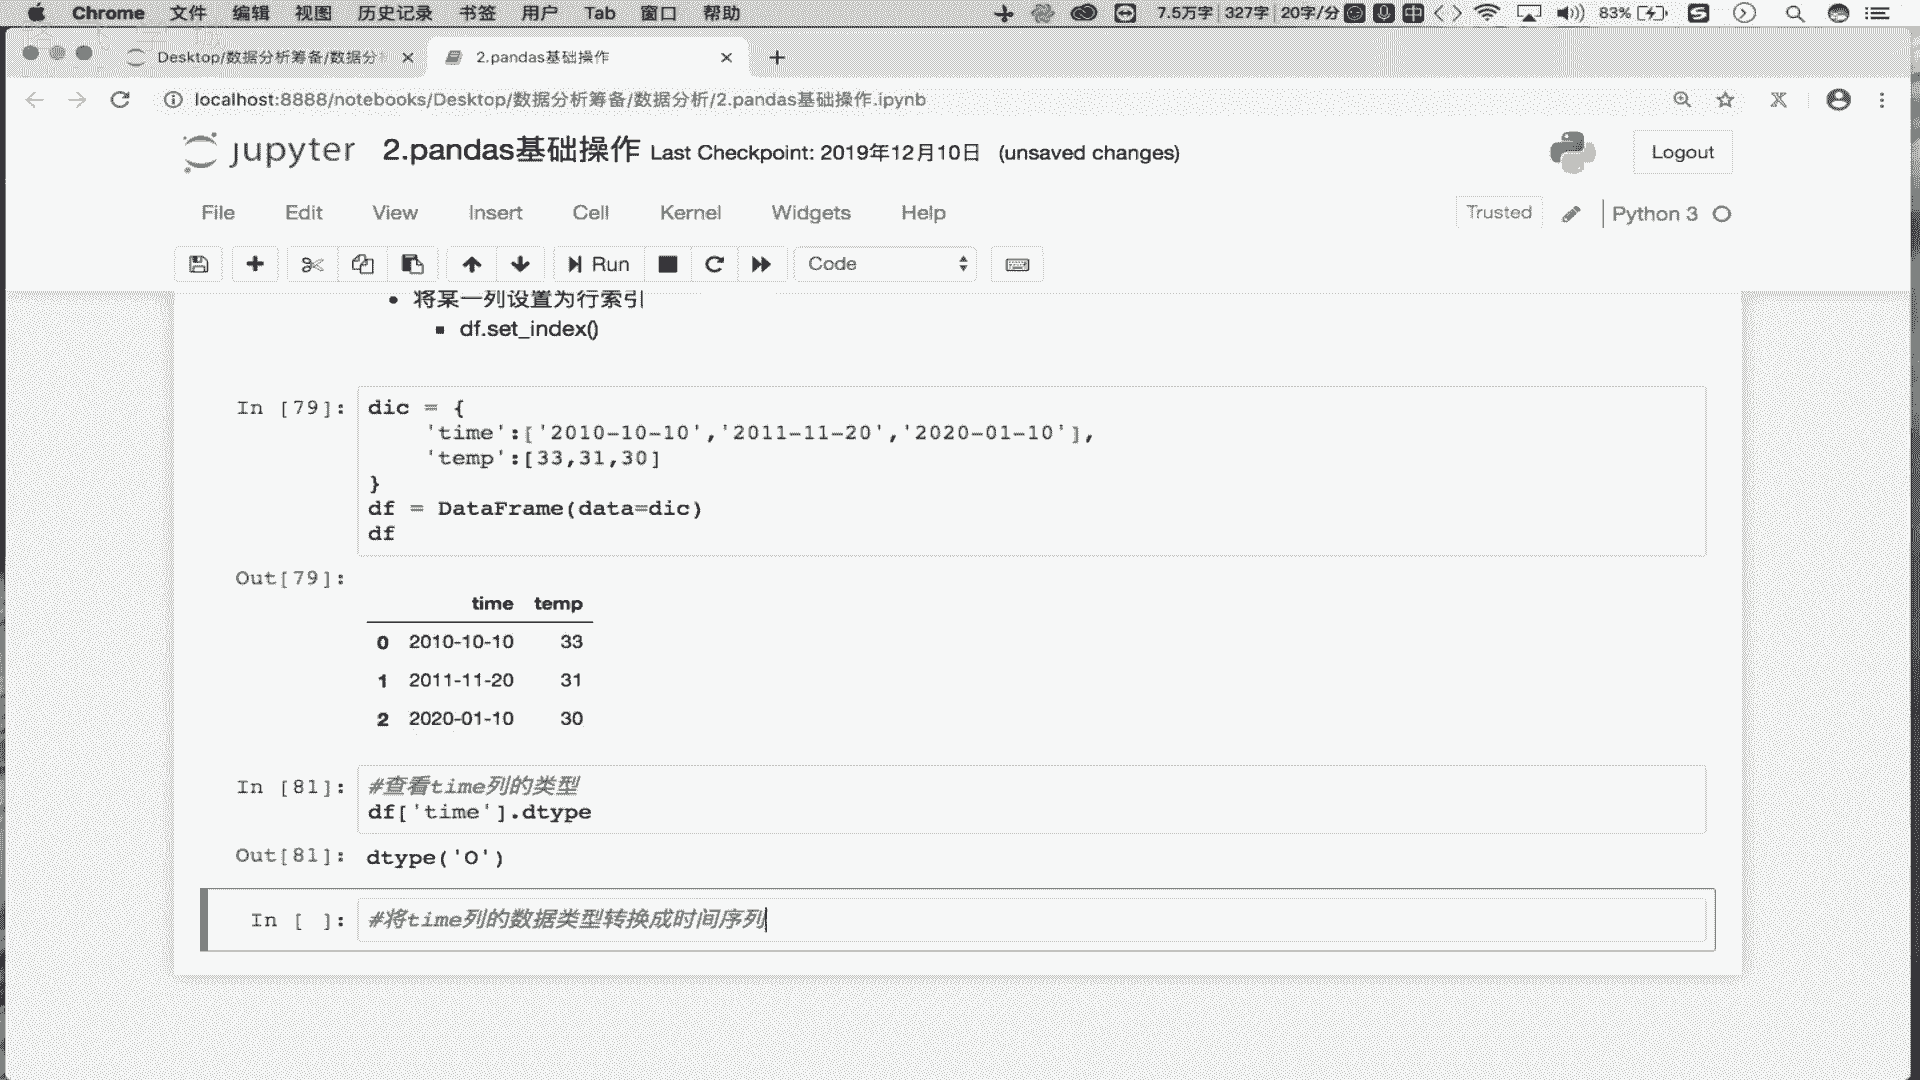 Chrome 文件 编辑 视图 历史记录 书签 用户 Tab 窗口 帮助 7.5万字 327字 20字/分 中 83%
Desktop/数据分析筹备/数据分 2.pandas基础操作
localhost:8888/notebooks/Desktop/数据分析筹备/数据分析/2.pandas基础操作.ipynb
jupyter 2.pandas基础操作 Last Checkpoint: 2019年12月10日 (unsaved changes) Logout
File Edit View Insert Cell Kernel Widgets Help Trusted Python 3
Run Code
将某一列设置为行索引
df.set_index()
In [79]: dic = {
'time':['2010-10-10','2011-11-20','2020-01-10'],
'temp':[33,31,30]
}
df = DataFrame(data=dic)
df
Out[79]:
time temp
0 2010-10-10 33
1 2011-11-20 31
2 2020-01-10 30
In [81]: #查看time列的类型
df['time'].dtype
Out[81]: dtype('O')
In [ ]: #将time列的数据类型转换成时间序列